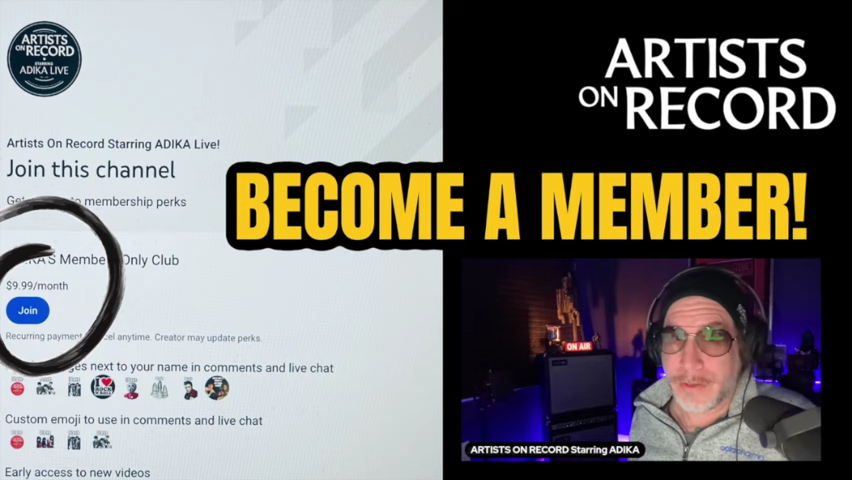 ARTISTS
ON RECORD
STARRING
ADIKA LIVE
Artists On Record Starring ADIKA Live!
Join this channel
membership perks
Only Club
$9.99/month
Join
Recurring payment. Cancel anytime. Creator may update perks.
next to your name in comments and live chat
Custom emoji to use in comments and live chat
Early access to new videos
ARTISTS
ON RECORD
BECOME A MEMBER!
ON AIR
ARTISTS ON RECORD Starring ADIKA